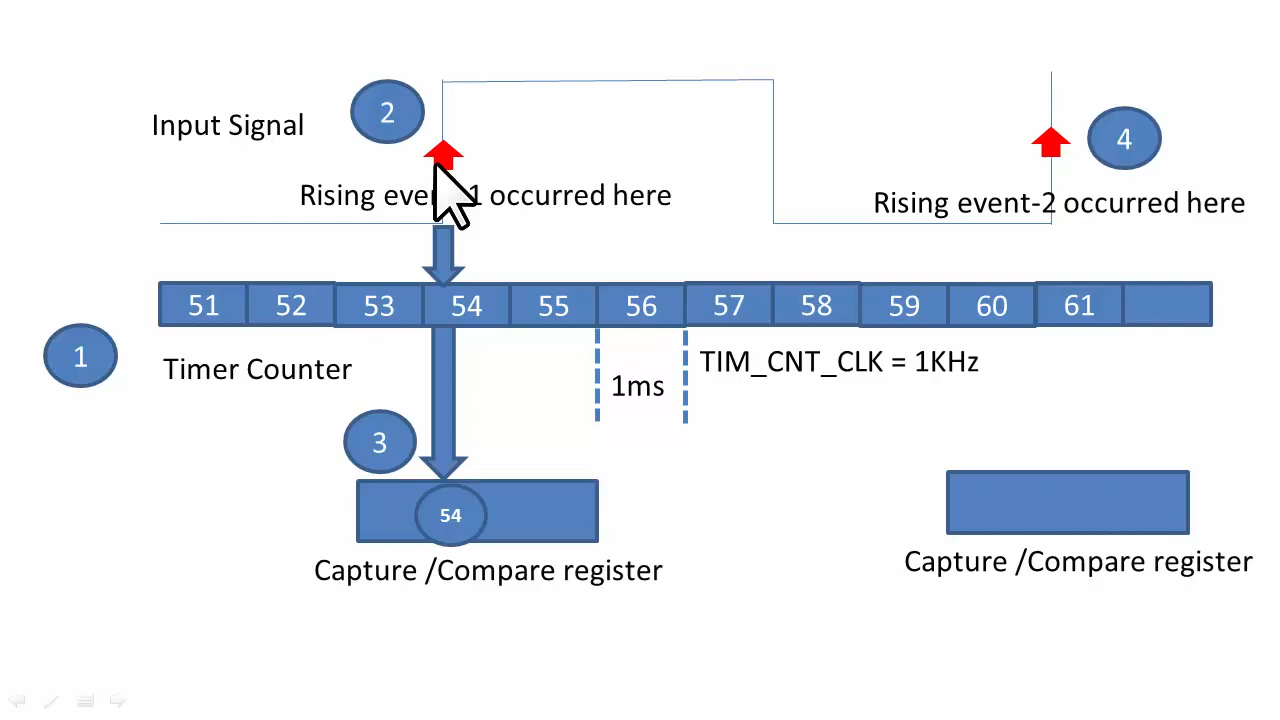 2
Input Signal
4
Rising even 1 occurred here
Rising event-2 occurred here
51 52 53 54 55 56 57 58 59 60 61
1
Timer Counter
TIM_CNT_CLK = 1KHz
1ms
3
54
Capture /Compare register
Capture /Compare register